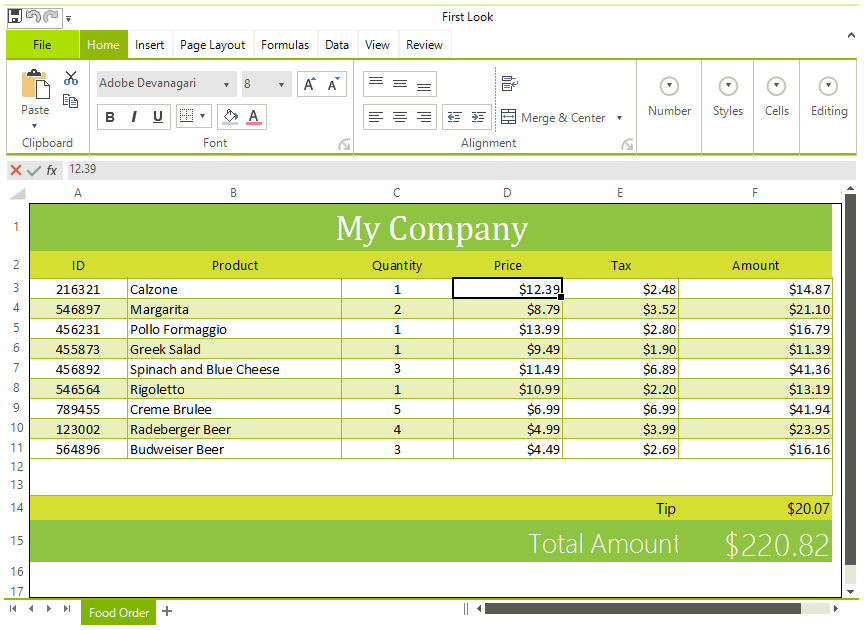 First Look
File Home Insert Page Layout Formulas Data View Review
Paste
Clipboard
Adobe Devanagari 8 A A
B I U A
Font
Merge & Center
Alignment
Number Styles Cells Editing
fx 12.39
A B C D E F
1 My Company
2 ID Product Quantity Price Tax Amount
3 216321 Calzone 1 $12.39 $2.48 $14.87
4 546897 Margarita 2 $8.79 $3.52 $21.10
5 456231 Pollo Formaggio 1 $13.99 $2.80 $16.79
6 455873 Greek Salad 1 $9.49 $1.90 $11.39
7 456892 Spinach and Blue Cheese 3 $11.49 $6.89 $41.36
8 546564 Rigoletto 1 $10.99 $2.20 $13.19
9 789455 Creme Brulee 5 $6.99 $6.99 $41.94
10 123002 Radeberger Beer 4 $4.99 $3.99 $23.95
11 564896 Budweiser Beer 3 $4.49 $2.69 $16.16
12
13
14 Tip $20.07
15 Total Amount $220.82
16
17
Food Order +